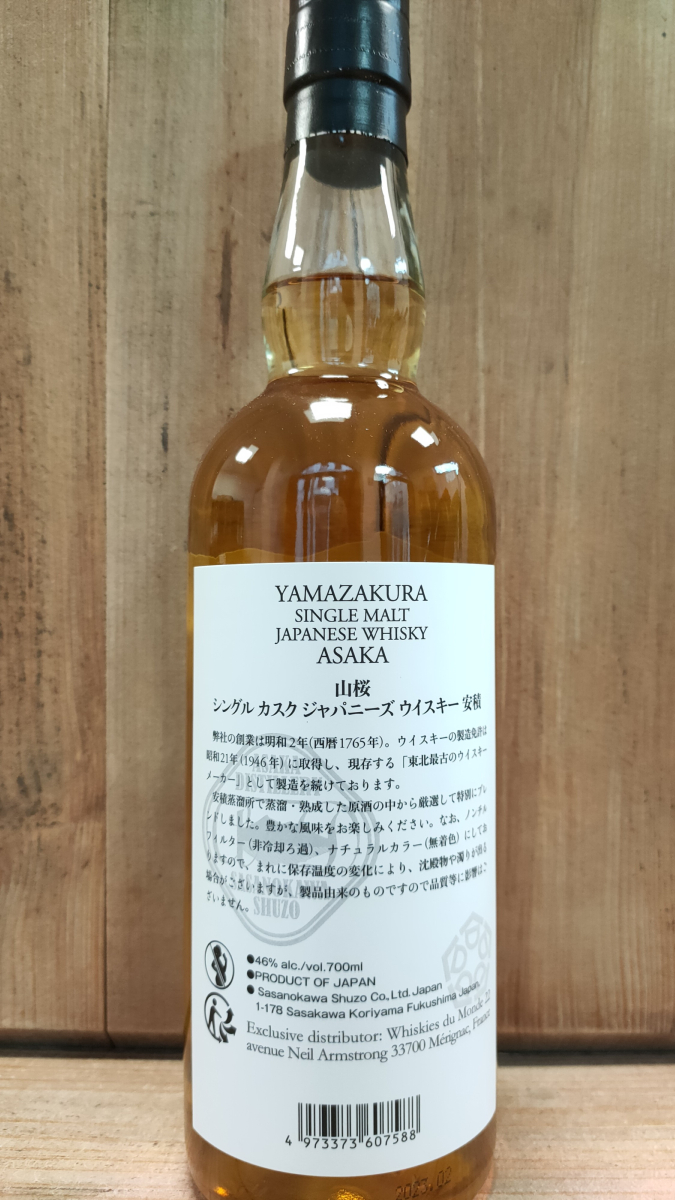 YAMAZAKURA
SINGLE MALT
JAPANESE WHISKY
ASAKA
山桜
シングル カスク ジャパニーズ ウイスキー 安積
弊社の創業は明和2年(西暦1765年)。ウイスキーの製造免許は
昭和21年(1946年)に取得し、現存する「東北最古のウイスキー
メーカー」として製造を続けております。
安積蒸溜所で蒸溜・熟成した原酒の中から厳選して特別にブレ
ンドしました。豊かな風味をお楽しみください。なお、ノンチル
フィルター(非冷却ろ過)、ナチュラルカラー(無着色)にしてお
りますので、まれに保存温度の変化により、沈殿物や濁りが出る
場合がございますが、製品由来のものですので品質等に影響はご
ざいません。
ASAKA
DISTILLERY
SASANOKAWA
SHUZO
●46% alc./vol.700ml
●PRODUCT OF JAPAN
● Sasanokawa Shuzo Co., Ltd. Japan
1-178 Sasakawa Koriyama Fukushima Japan.
Exclusive distributor: Whiskies du Monde 22
avenue Neil Armstrong 33700 Mérignac, France
4 973373 607588
2023.02